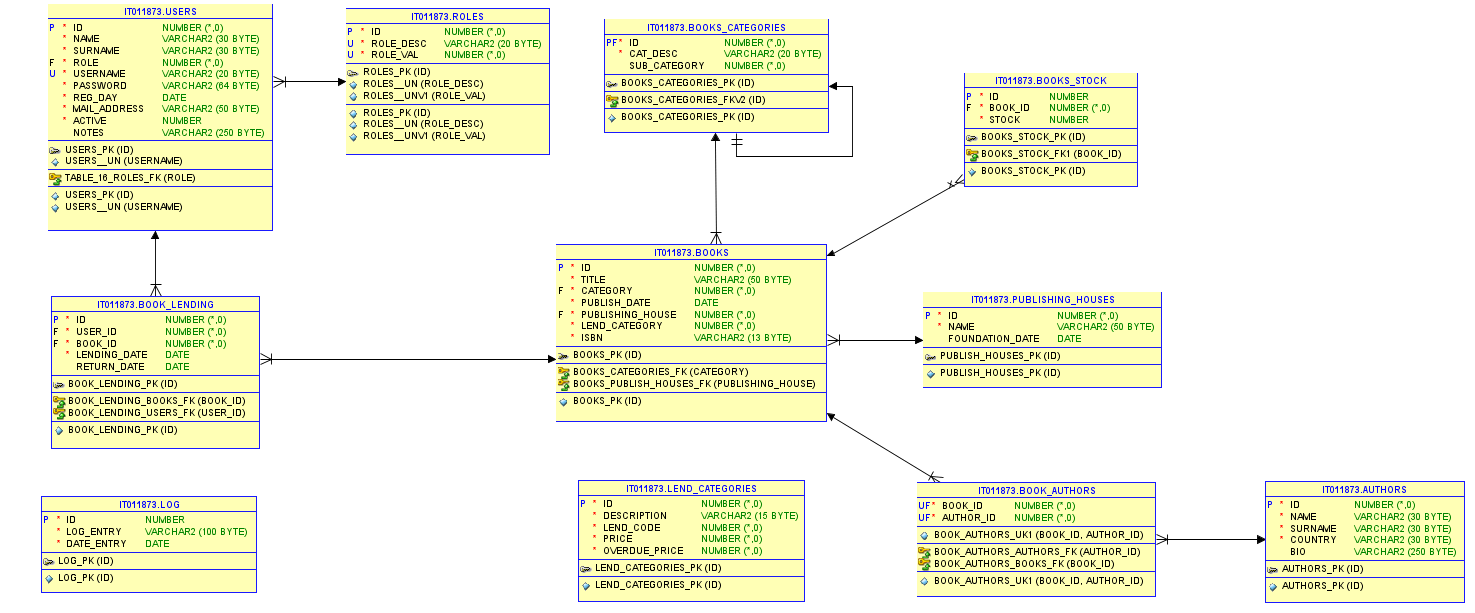 IT011873.USERS
P * ID NUMBER (*,0)
* NAME VARCHAR2 (30 BYTE)
* SURNAME VARCHAR2 (30 BYTE)
F * ROLE NUMBER (*,0)
U * USERNAME VARCHAR2 (20 BYTE)
* PASSWORD VARCHAR2 (64 BYTE)
* REG_DAY DATE
* MAIL_ADDRESS VARCHAR2 (50 BYTE)
* ACTIVE NUMBER
NOTES VARCHAR2 (250 BYTE)
USERS_PK (ID)
USERS__UN (USERNAME)
TABLE_16_ROLES_FK (ROLE)
USERS_PK (ID)
USERS__UN (USERNAME)
IT011873.ROLES
P * ID NUMBER (*,0)
U * ROLE_DESC VARCHAR2 (20 BYTE)
U * ROLE_VAL NUMBER (*,0)
ROLES_PK (ID)
ROLES__UN (ROLE_DESC)
ROLES__UNV1 (ROLE_VAL)
ROLES_PK (ID)
ROLES__UN (ROLE_DESC)
ROLES__UNV1 (ROLE_VAL)
IT011873.BOOKS_CATEGORIES
PF* ID NUMBER (*,0)
* CAT_DESC VARCHAR2 (20 BYTE)
SUB_CATEGORY NUMBER (*,0)
BOOKS_CATEGORIES_PK (ID)
BOOKS_CATEGORIES_FKV2 (ID)
BOOKS_CATEGORIES_PK (ID)
IT011873.BOOKS_STOCK
P * ID NUMBER
F * BOOK_ID NUMBER (*,0)
* STOCK NUMBER
BOOKS_STOCK_PK (ID)
BOOKS_STOCK_FK1 (BOOK_ID)
BOOKS_STOCK_PK (ID)
IT011873.BOOK_LENDING
P * ID NUMBER (*,0)
F * USER_ID NUMBER (*,0)
F * BOOK_ID NUMBER (*,0)
* LENDING_DATE DATE
RETURN_DATE DATE
BOOK_LENDING_PK (ID)
BOOK_LENDING_BOOKS_FK (BOOK_ID)
BOOK_LENDING_USERS_FK (USER_ID)
BOOK_LENDING_PK (ID)
IT011873.BOOKS
P * ID NUMBER (*,0)
* TITLE VARCHAR2 (50 BYTE)
F * CATEGORY NUMBER (*,0)
* PUBLISH_DATE DATE
F * PUBLISHING_HOUSE NUMBER (*,0)
* LEND_CATEGORY NUMBER (*,0)
* ISBN VARCHAR2 (13 BYTE)
BOOKS_PK (ID)
BOOKS_CATEGORIES_FK (CATEGORY)
BOOKS_PUBLISH_HOUSES_FK (PUBLISHING_HOUSE)
BOOKS_PK (ID)
IT011873.PUBLISHING_HOUSES
P * ID NUMBER (*,0)
* NAME VARCHAR2 (50 BYTE)
FOUNDATION_DATE DATE
PUBLISH_HOUSES_PK (ID)
PUBLISH_HOUSES_PK (ID)
IT011873.LOG
P * ID NUMBER
* LOG_ENTRY VARCHAR2 (100 BYTE)
* DATE_ENTRY DATE
LOG_PK (ID)
LOG_PK (ID)
IT011873.LEND_CATEGORIES
P * ID NUMBER (*,0)
* DESCRIPTION VARCHAR2 (15 BYTE)
* LEND_CODE NUMBER (*,0)
* PRICE NUMBER (*,0)
* OVERDUE_PRICE NUMBER (*,0)
LEND_CATEGORIES_PK (ID)
LEND_CATEGORIES_PK (ID)
IT011873.BOOK_AUTHORS
UF* BOOK_ID NUMBER (*,0)
UF* AUTHOR_ID NUMBER (*,0)
BOOK_AUTHORS_UK1 (BOOK_ID, AUTHOR_ID)
BOOK_AUTHORS_AUTHORS_FK (AUTHOR_ID)
BOOK_AUTHORS_BOOKS_FK (BOOK_ID)
BOOK_AUTHORS_UK1 (BOOK_ID, AUTHOR_ID)
IT011873.AUTHORS
P * ID NUMBER (*,0)
* NAME VARCHAR2 (30 BYTE)
* SURNAME VARCHAR2 (30 BYTE)
* COUNTRY VARCHAR2 (30 BYTE)
BIO VARCHAR2 (250 BYTE)
AUTHORS_PK (ID)
AUTHORS_PK (ID)